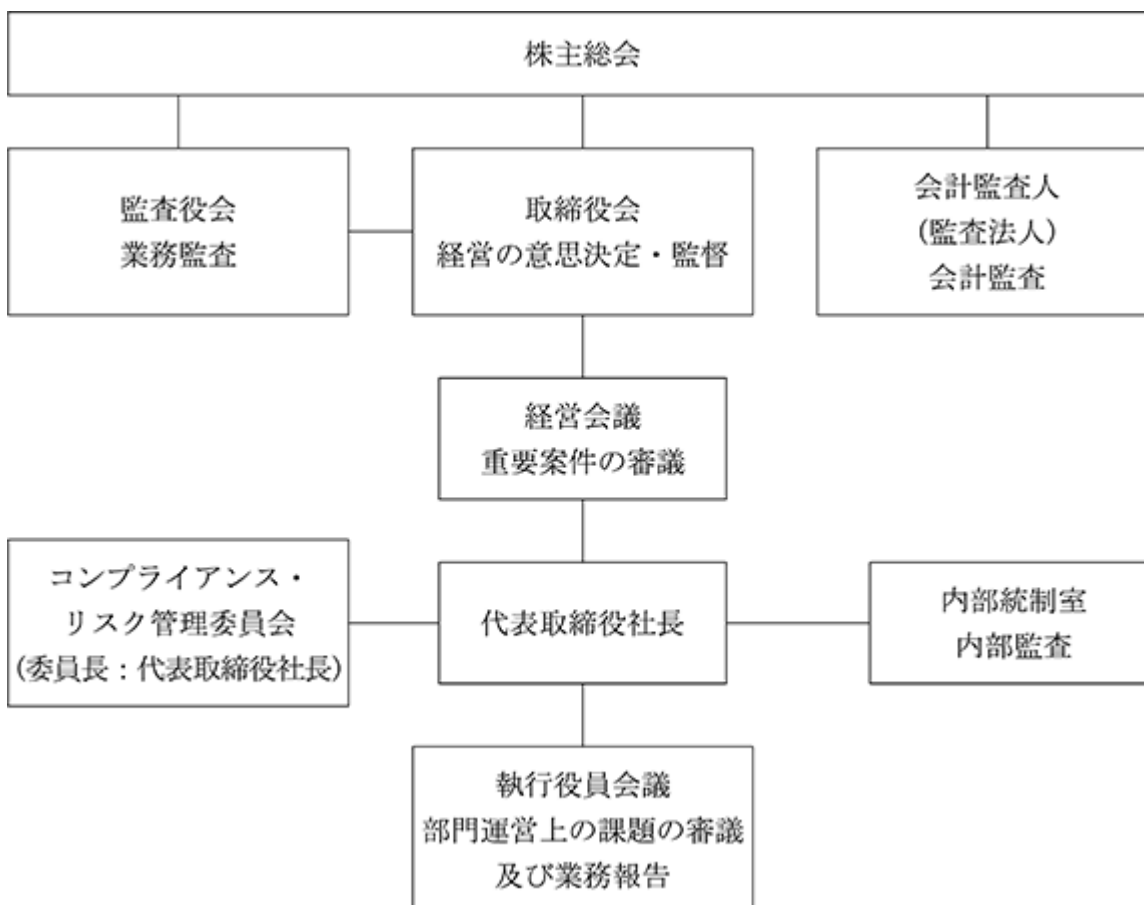 株主総会
監査役会
業務監査
取締役会
経営の意思決定・監督
会計監査人
(監査法人)
会計監査
経営会議
重要案件の審議
コンプライアンス・
リスク管理委員会
(委員長:代表取締役社長)
代表取締役社長
内部統制室
内部監査
執行役員会議
部門運営上の課題の審議
及び業務報告